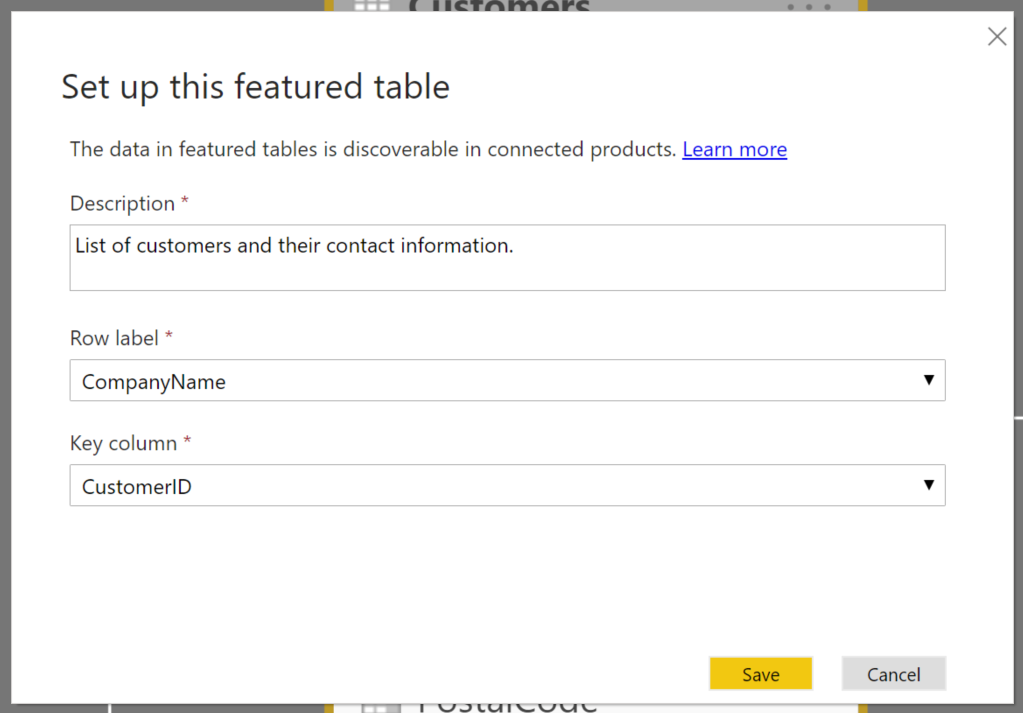 Customers
Set up this featured table
The data in featured tables is discoverable in connected products. Learn more
Description *
List of customers and their contact information.
Row label *
CompanyName
Key column *
CustomerID
Save
Cancel
PostalCode